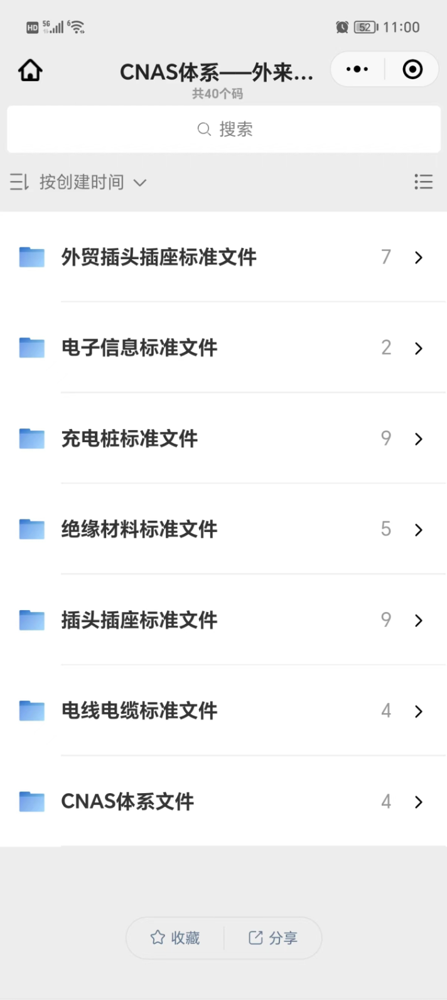 HD 5G 6 52 11:00
CNAS体系——外来...
共40个码
搜索
按创建时间
外贸插头插座标准文件 7
电子信息标准文件 2
充电桩标准文件 9
绝缘材料标准文件 5
插头插座标准文件 9
电线电缆标准文件 4
CNAS体系文件 4
收藏 分享